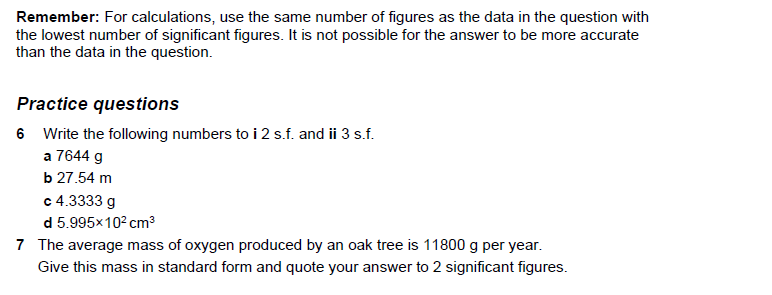 Remember: For calculations, use the same number of figures as the data in the question with
the lowest number of significant figures. It is not possible for the answer to be more accurate
than the data in the question.
Practice questions
6 Write the following numbers to i 2 s.f. and ii 3 s.f.
a 7644 g
b 27.54 m
c 4.3333 g
d 5.995×10² cm³
7 The average mass of oxygen produced by an oak tree is 11800 g per year.
Give this mass in standard form and quote your answer to 2 significant figures.